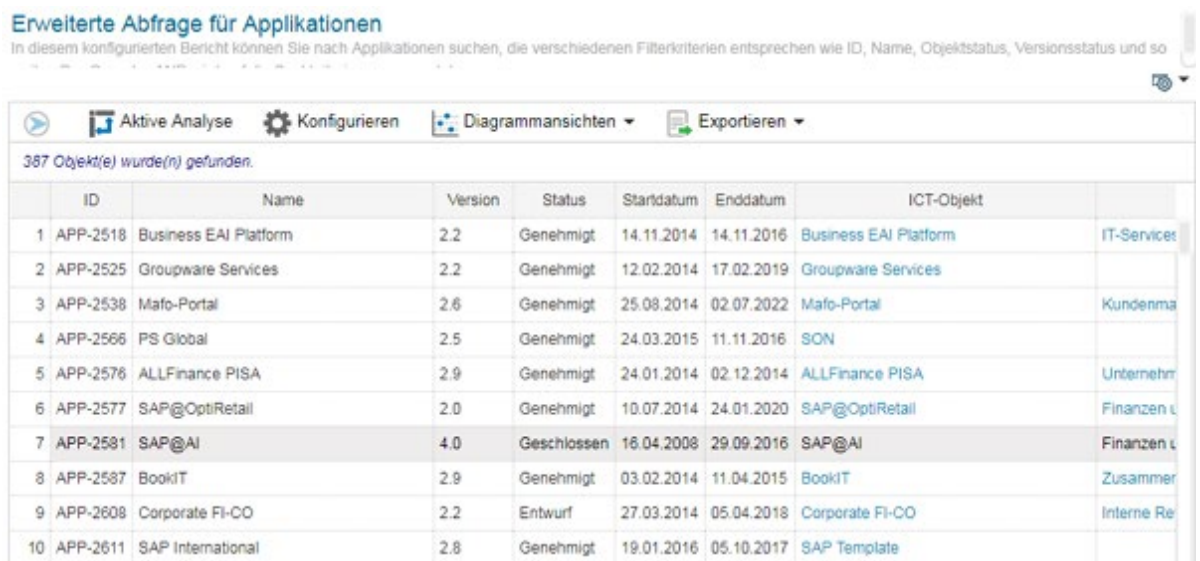 Erweiterte Abfrage für Applikationen
In diesem konfigurierten Bericht können Sie nach Applikationen suchen, die verschiedenen Filterkriterien entsprechen wie ID, Name, Objektstatus, Versionsstatus und so
Aktive Analyse Konfigurieren Diagrammansichten Exportieren
387 Objekt(e) wurde(n) gefunden.
ID Name Version Status Startdatum Enddatum ICT-Objekt
1 APP-2518 Business EAI Platform 2.2 Genehmigt 14.11.2014 14.11.2016 Business EAI Platform IT-Services
2 APP-2525 Groupware Services 2.2 Genehmigt 12.02.2014 17.02.2019 Groupware Services
3 APP-2538 Mafo-Portal 2.6 Genehmigt 25.08.2014 02.07.2022 Mafo-Portal Kundenma
4 APP-2566 PS Global 2.5 Genehmigt 24.03.2015 11.11.2016 SON
5 APP-2576 ALLFinance PISA 2.9 Genehmigt 24.01.2014 02.12.2014 ALLFinance PISA Unternehm
6 APP-2577 SAP@OptiRetail 2.0 Genehmigt 10.07.2014 24.01.2020 SAP@OptiRetail Finanzen u
7 APP-2581 SAP@AI 4.0 Geschlossen 16.04.2008 29.09.2016 SAP@AI Finanzen u
8 APP-2587 BookIT 2.9 Genehmigt 03.02.2014 11.04.2015 BookIT Zusammer
9 APP-2608 Corporate FI-CO 2.2 Entwurf 27.03.2014 05.04.2018 Corporate FI-CO Interne Re
10 APP-2611 SAP International 2.8 Genehmigt 19.01.2016 05.10.2017 SAP Template